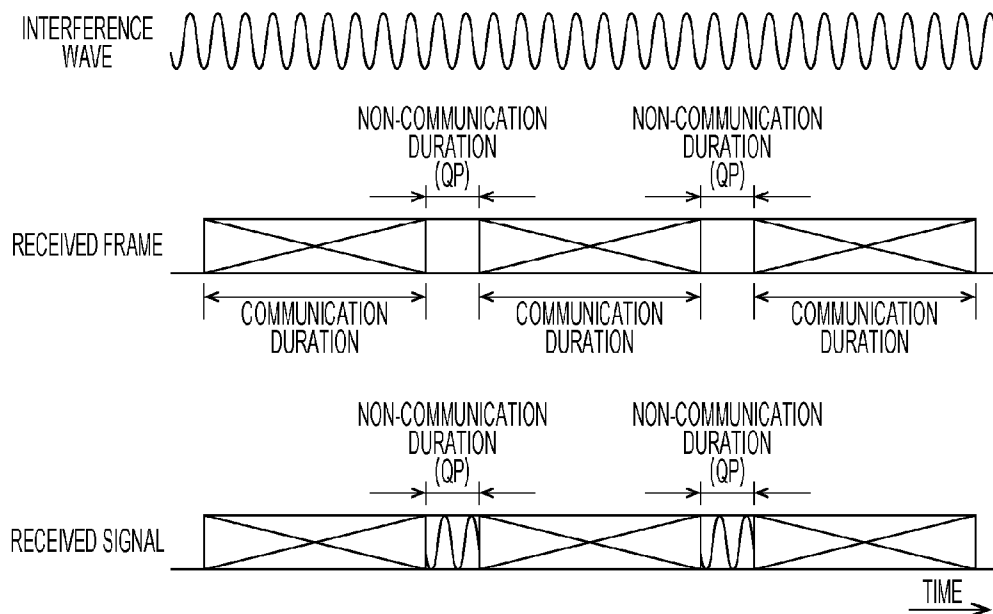 INTERFERENCE
WAVE
NON-COMMUNICATION
DURATION
(QP)
NON-COMMUNICATION
DURATION
(QP)
RECEIVED FRAME
COMMUNICATION
DURATION
COMMUNICATION
DURATION
COMMUNICATION
DURATION
NON-COMMUNICATION
DURATION
(QP)
NON-COMMUNICATION
DURATION
(QP)
RECEIVED SIGNAL
TIME